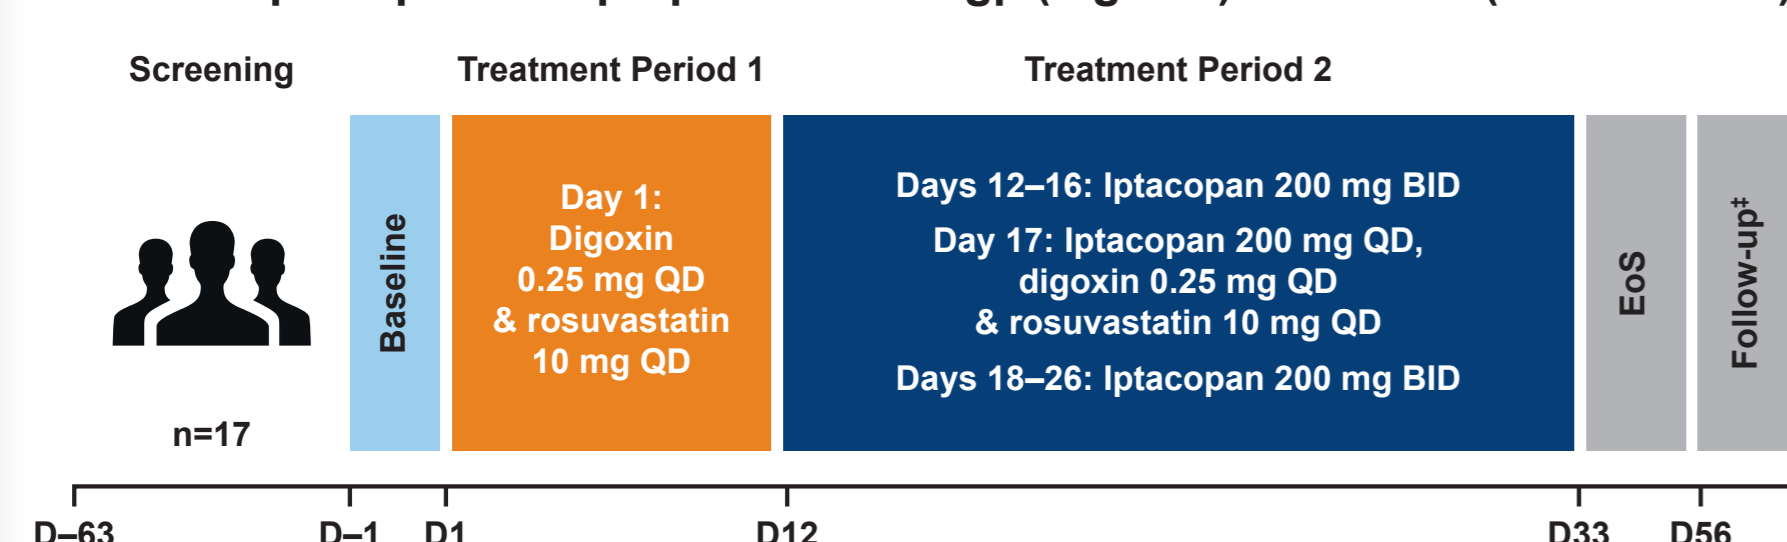 Screening
Treatment Period 1
Treatment Period 2
Baseline
Day 1:
Digoxin
0.25 mg QD
& rosuvastatin
10 mg QD
Days 12–16: Iptacopan 200 mg BID
Day 17: Iptacopan 200 mg QD,
digoxin 0.25 mg QD
& rosuvastatin 10 mg QD
Days 18–26: Iptacopan 200 mg BID
EoS
Follow-up‡
n=17
D–63
D–1
D1
D12
D33
D56